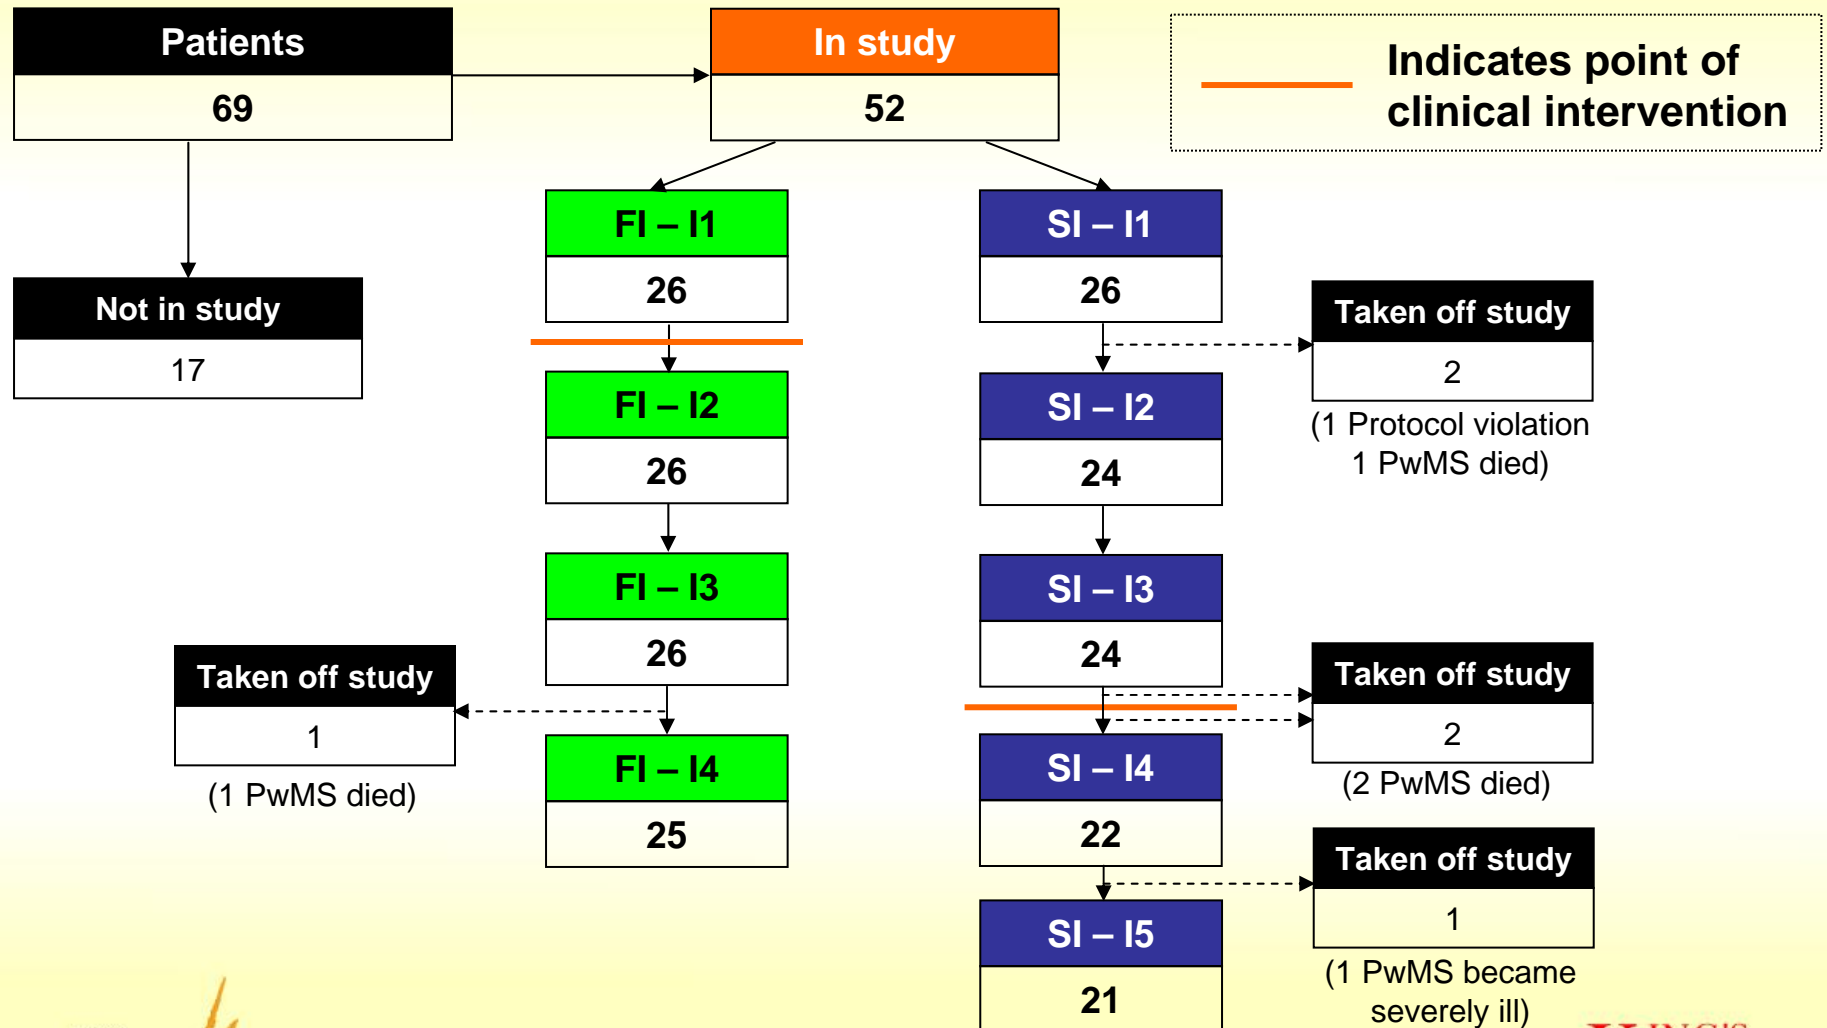 Patients
69
In study
52
Indicates point of
clinical intervention
Not in study
17
FI – I1
26
FI – I2
26
FI – I3
26
Taken off study
1
(1 PwMS died)
FI – I4
25
SI – I1
26
Taken off study
2
(1 Protocol violation
1 PwMS died)
SI – I2
24
SI – I3
24
Taken off study
2
(2 PwMS died)
SI – I4
22
Taken off study
1
(1 PwMS became
severely ill)
SI – I5
21